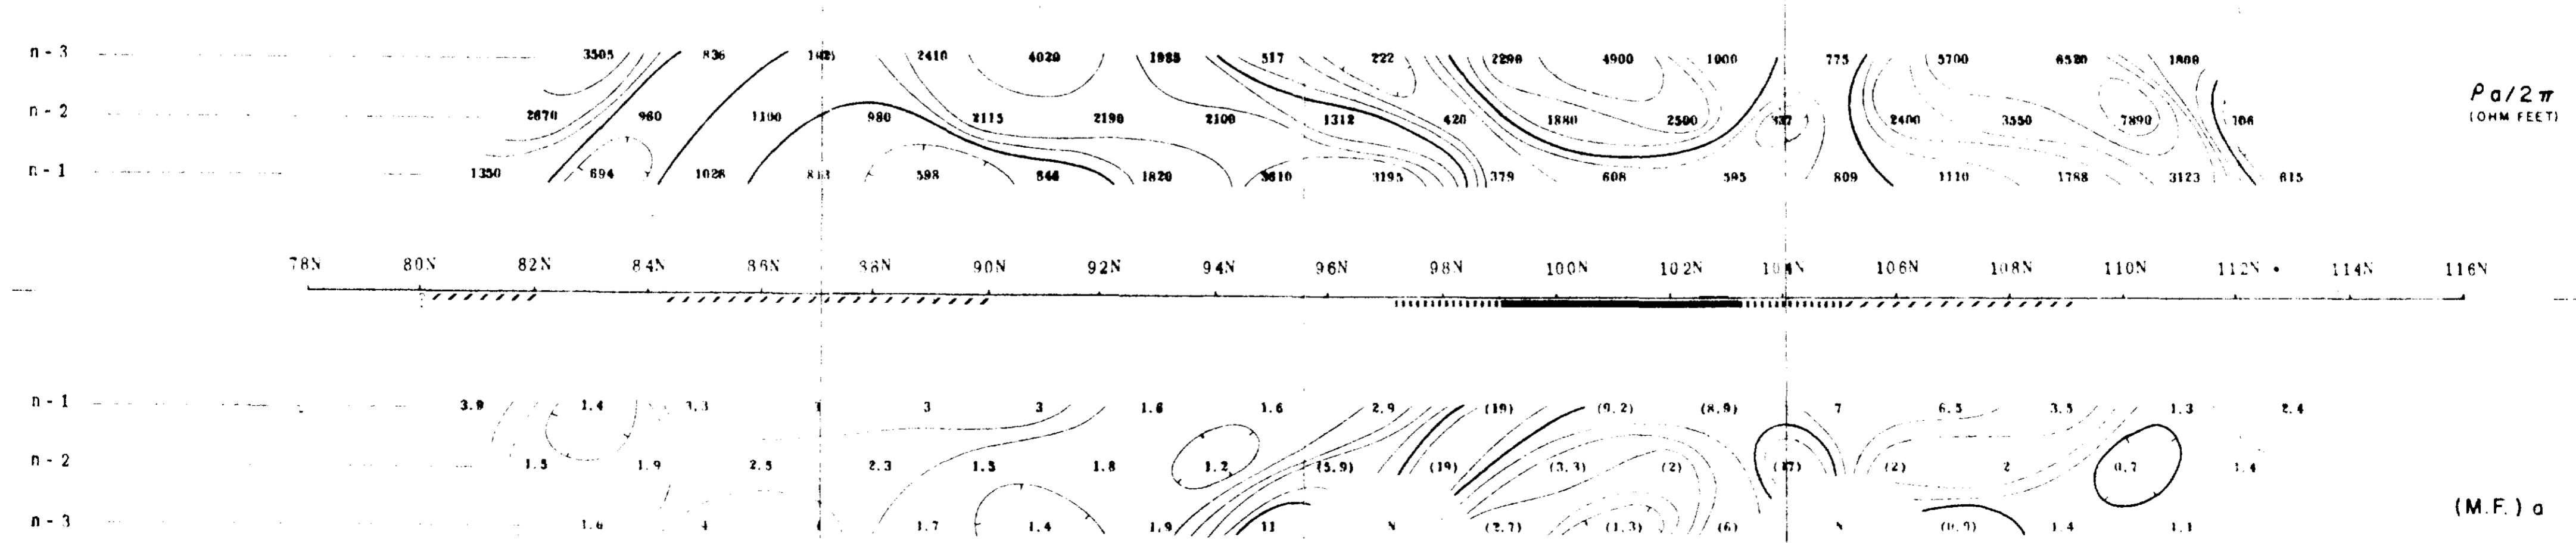 n - 3 3505 836 2410 4020 1985 517 222 2290 4900 1000 775 5700 6520 1800
ρa/2π
(OHM FEET)
n - 2 2670 960 1100 980 2115 2190 2100 1312 420 1880 2500 2400 3550 7890
n - 1 1350 694 1026 598 1820 3195 379 608 595 809 1110 1788 3123 615
78N 80N 82N 84N 86N 88N 90N 92N 94N 96N 98N 100N 102N 104N 106N 108N 110N 112N 114N 116N
n - 1 3.9 1.4 3.3 3 3 1.6 1.6 2.9 (19) (9.2) (8.9) 7 6.5 3.5 1.3 2.4
n - 2 1.5 1.9 2.5 2.3 1.5 1.8 1.2 (5.9) (19) (3.3) (2) (17) (2) 2 0.7 1.4
n - 3 1.6 1.7 1.4 1.9 11 N (2.7) (1.3) (6) N (0.9) 1.4 1.1
(M.F.) a